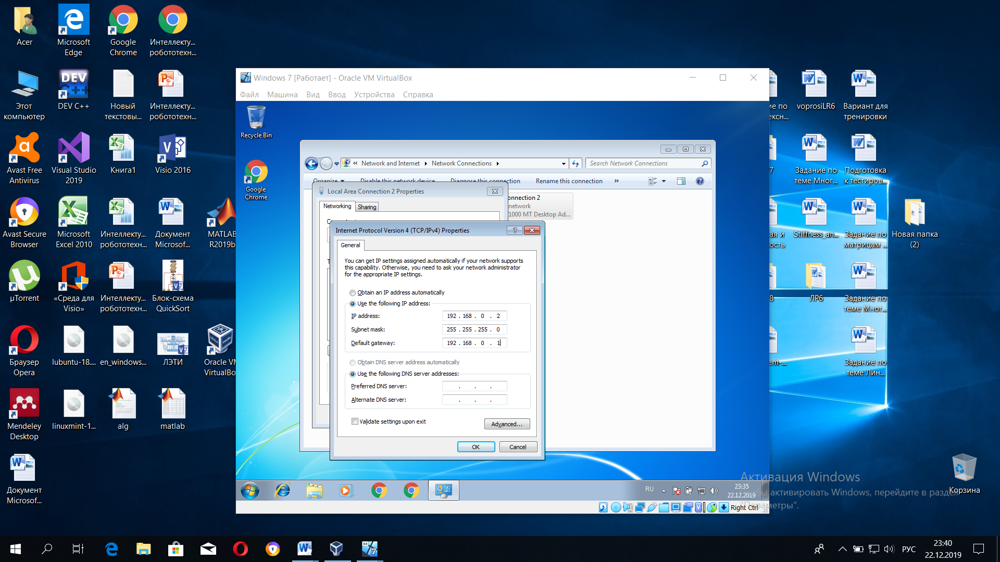 Acer
Microsoft
Edge
Google
Chrome
Интеллекту...
робототехн...
Этот
компьютер
DEV
C++
DEV C++
Новый
текстовы...
Интеллекту...
робототехн...
Avast Free
Antivirus
Visual Studio
2019
Книга1
Visio 2016
Avast Secure
Browser
Microsoft
Excel 2010
Интеллекту...
робототехн...
Документ
Microsof...
MATLAB
R2019b
µTorrent
«Среда для
Visio»
Интеллекту...
робототехн...
Блок-схема
QuickSort
Браузер
Opera
lubuntu-18....
en_windows...
ЛЭТИ
Oracle VM
VirtualBo
Mendeley
Desktop
linuxmint-1...
alg
matlab
Документ
Microsof...
Windows 7 [Работает] - Oracle VM VirtualBox
Файл Машина Вид Ввод Устройства Справка
Recycle Bin
Google
Chrome
« Network and Internet Network Connections
Search Network Connections
Organize Disable this network device Diagnose this connection Rename this connection »
Local Area Connection 2 Properties
Networking Sharing
onnection 2
network
1000 MT Desktop Ad...
Internet Protocol Version 4 (TCP/IPv4) Properties
General
You can get IP settings assigned automatically if your network supports
this capability. Otherwise, you need to ask your network administrator
for the appropriate IP settings.
Obtain an IP address automatically
Use the following IP address:
IP address: 192 . 168 . 0 . 2
Subnet mask: 255 . 255 . 255 . 0
Default gateway: 192 . 168 . 0 . 1
Obtain DNS server address automatically
Use the following DNS server addresses:
Preferred DNS server: . . .
Alternate DNS server: . . .
Validate settings upon exit
Advanced...
OK Cancel
RU
23:35
22.12.2019
Right Ctrl
ие по
ексн...
voprosiLR6
Вариант для
тренировки
7
Задание по
теме Мног...
Подготовка
к тестиров...
ая и
ость
Stiffness_an...
Задание по
матрицам ...
Новая папка
(2)
8
ЛР6
Задание по
теме Мног...
em-...
Задание по
теме Лин...
Активация Windows
активировать Windows, перейдите в раздел
"Параметры".
Корзина
РУС
23:40
22.12.2019